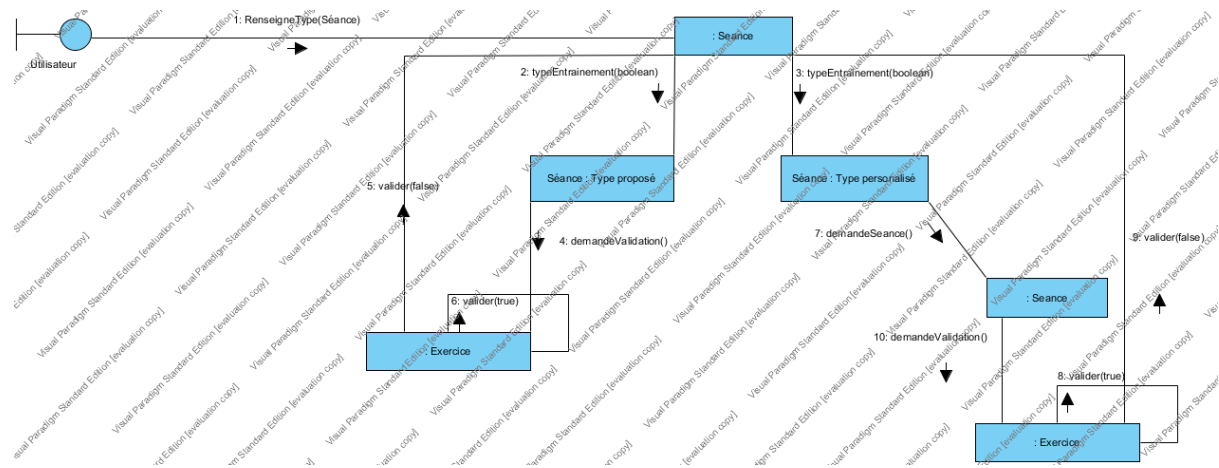 1: RenseigneType(Séance)
: Seance
Utilisateur
2: typeEntrainement(boolean)
3: typeEntrainement(boolean)
Séance : Type proposé
Séance : Type personalisé
5: valider(false)
4: demandeValidation()
7: demandeSeance()
9: valider(false)
6: valider(true)
: Seance
: Exercice
10: demandeValidation()
8: valider(true)
: Exercice
Visual Paradigm Standard Edition [evaluation copy]